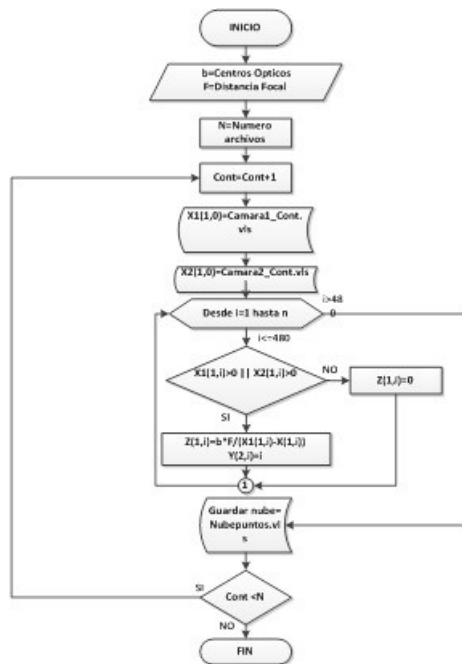 INICIO
b=Centros Opticos
F=Distancia Focal
N=Numero
archivos
Cont=Cont+1
X1(1,0)=Camara1_Cont.
vls
X2(1,0)=Camara2_Cont.vls
Desde i=1 hasta n
i>48
0
i<=480
X1(1,i)>0 || X2(1,i)>0
NO
Z(1,i)=0
SI
Z(1,i)=b*F/(X1(1,i)-X(1,i))
Y(2,i)=i
1
Guardar nube=
Nubepuntos.vl
s
SI
Cont <N
NO
FIN